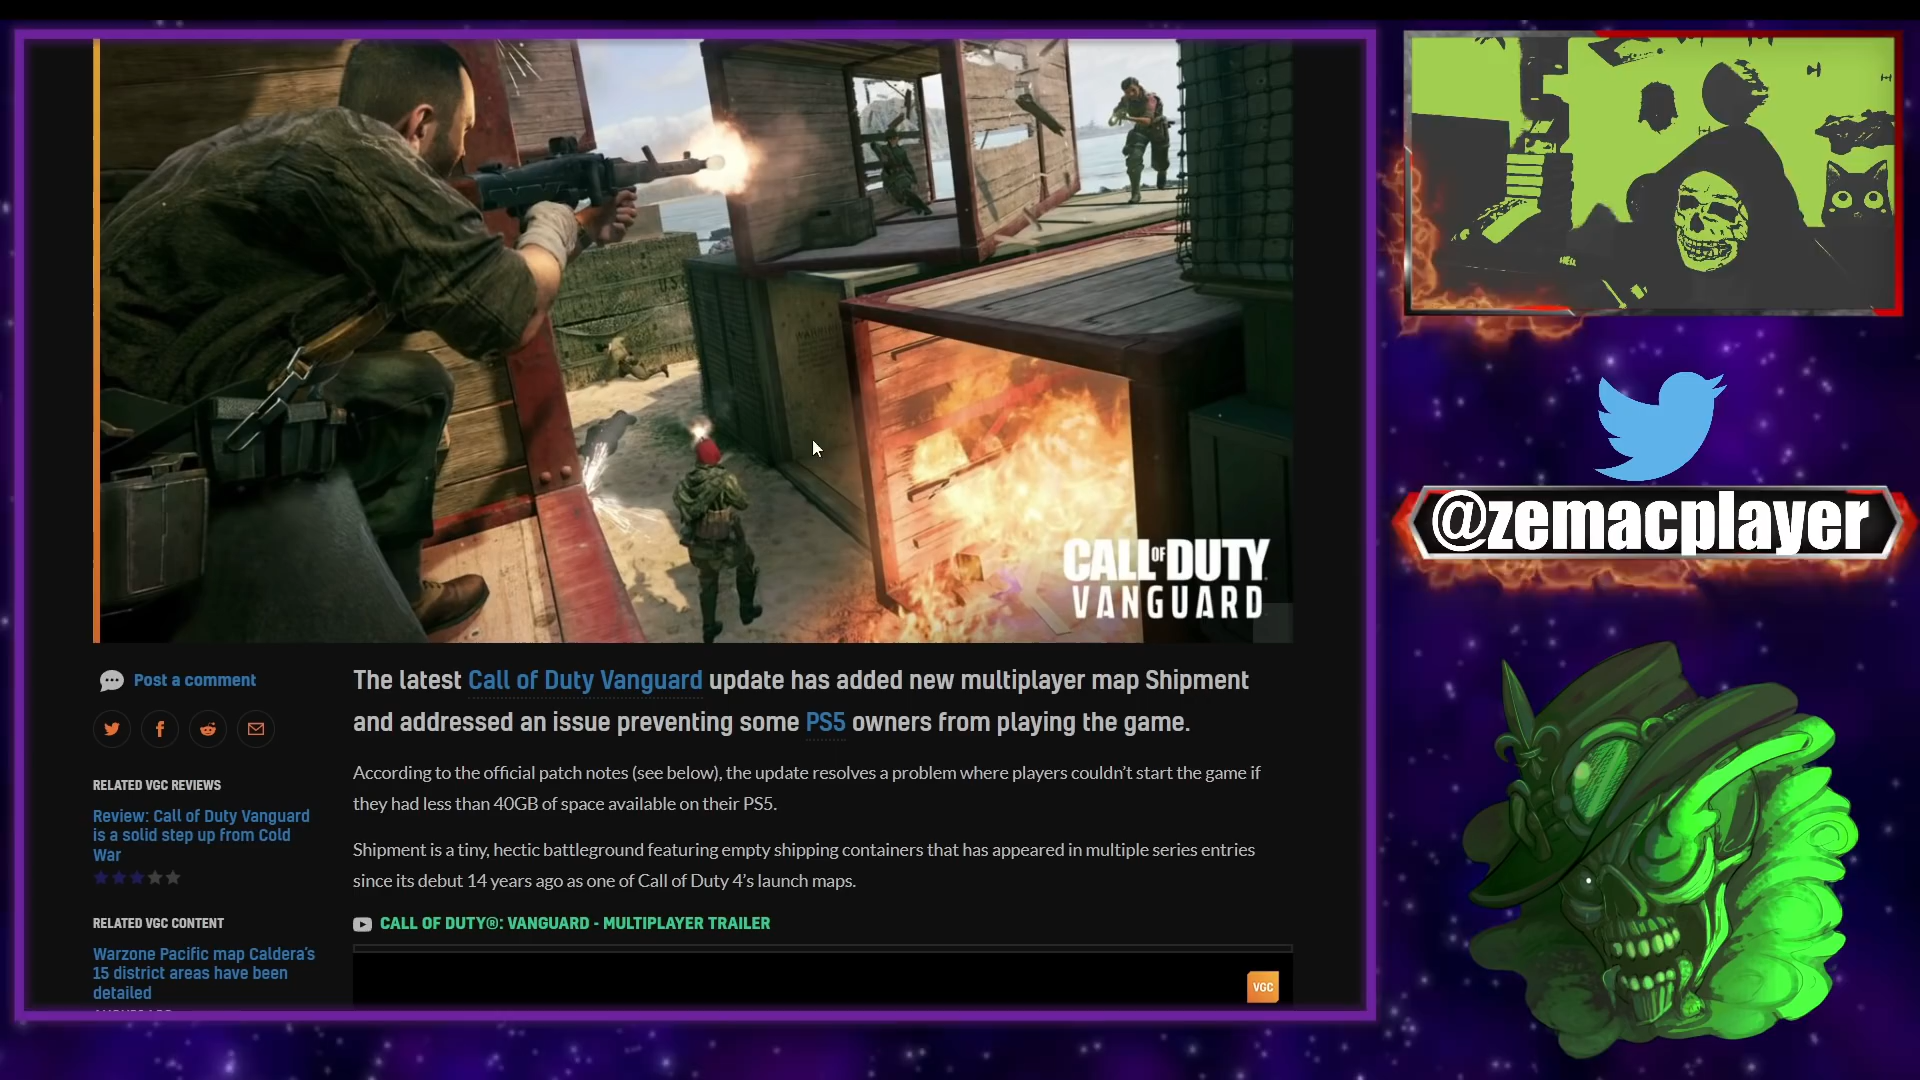 CALL OF DUTY
VANGUARD
Post a comment
RELATED VGC REVIEWS
Review: Call of Duty Vanguard
is a solid step up from Cold
War
RELATED VGC CONTENT
Warzone Pacific map Caldera's
15 district areas have been
detailed
The latest Call of Duty Vanguard update has added new multiplayer map Shipment
and addressed an issue preventing some PS5 owners from playing the game.
According to the official patch notes (see below), the update resolves a problem where players couldn't start the game if
they had less than 40GB of space available on their PS5.
Shipment is a tiny, hectic battleground featuring empty shipping containers that has appeared in multiple series entries
since its debut 14 years ago as one of Call of Duty 4's launch maps.
CALL OF DUTY®: VANGUARD - MULTIPLAYER TRAILER
VGC
@zemacplayer